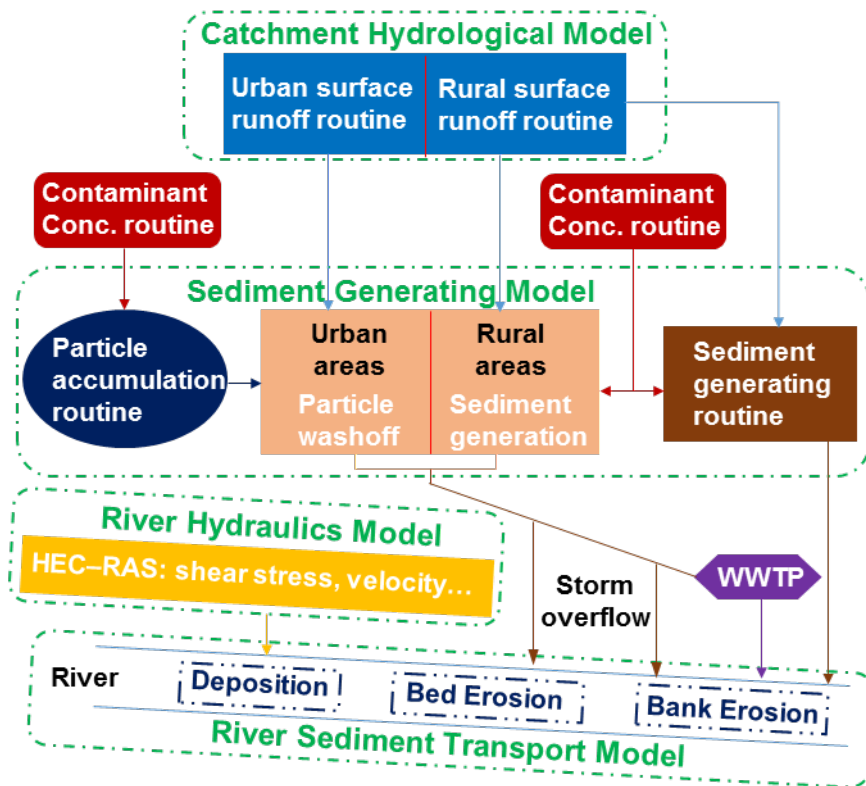 Catchment Hydrological Model
Urban surface
runoff routine
Rural surface
runoff routine
Contaminant
Conc. routine
Contaminant
Conc. routine
Sediment Generating Model
Particle
accumulation
routine
Urban
areas
Particle
washoff
Rural
areas
Sediment
generation
Sediment
generating
routine
River Hydraulics Model
HEC–RAS: shear stress, velocity…
Storm
overflow
WWTP
River
Deposition
Bed Erosion
Bank Erosion
River Sediment Transport Model